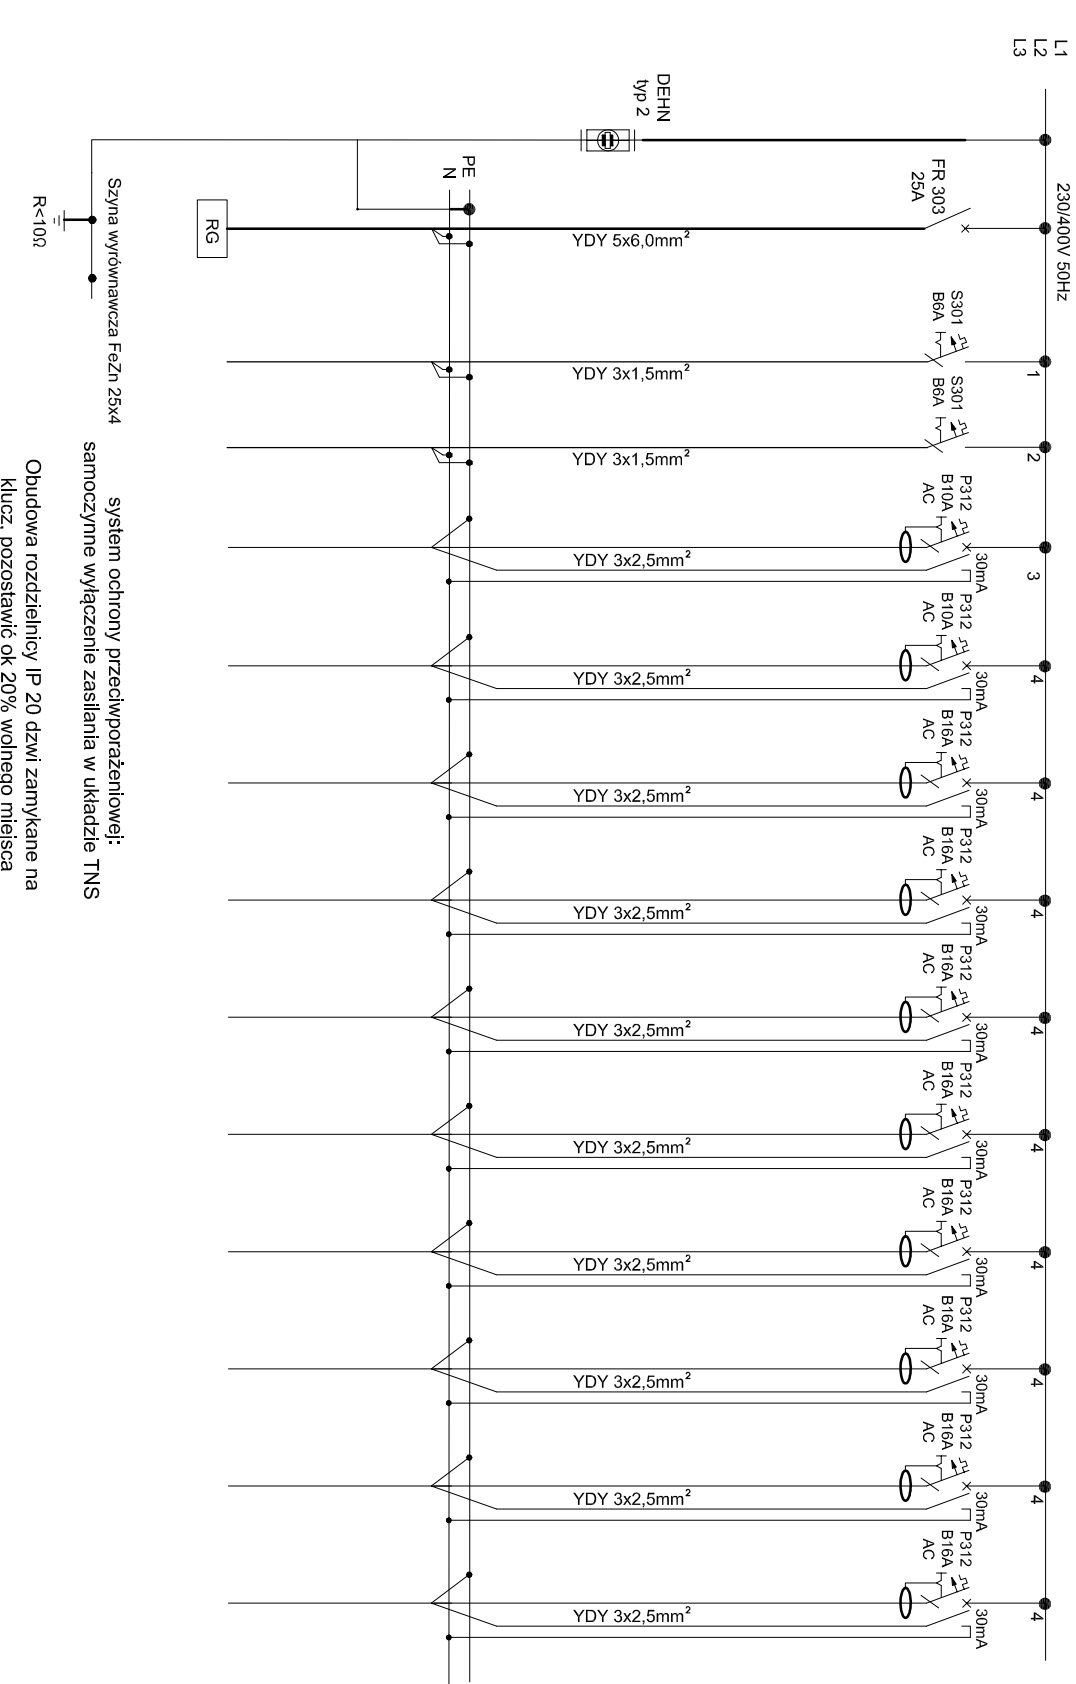 L1
L2
L3
230/400V 50Hz
DEHN
typ 2
FR 303
25A
PE
N
YDY 5x6,0mm²
RG
Szyna wyrównawcza FeZn 25x4
R<10Ω
S301
B6A
1
YDY 3x1,5mm²
S301
B6A
2
YDY 3x1,5mm²
P312
B10A
AC
30mA
3
YDY 3x2,5mm²
P312
B10A
AC
30mA
4
YDY 3x2,5mm²
P312
B16A
AC
30mA
4
YDY 3x2,5mm²
P312
B16A
AC
30mA
4
YDY 3x2,5mm²
P312
B16A
AC
30mA
4
YDY 3x2,5mm²
P312
B16A
AC
30mA
4
YDY 3x2,5mm²
P312
B16A
AC
30mA
4
YDY 3x2,5mm²
P312
B16A
AC
30mA
4
YDY 3x2,5mm²
P312
B16A
AC
30mA
4
YDY 3x2,5mm²
P312
B16A
AC
30mA
4
YDY 3x2,5mm²
system ochrony przeciwporażeniowej:
samoczynne wyłączenie zasilania w układzie TNS
Obudowa rozdzielnicy IP 20 dzwi zamykane na
klucz, pozostawić ok 20% wolnego miejsca